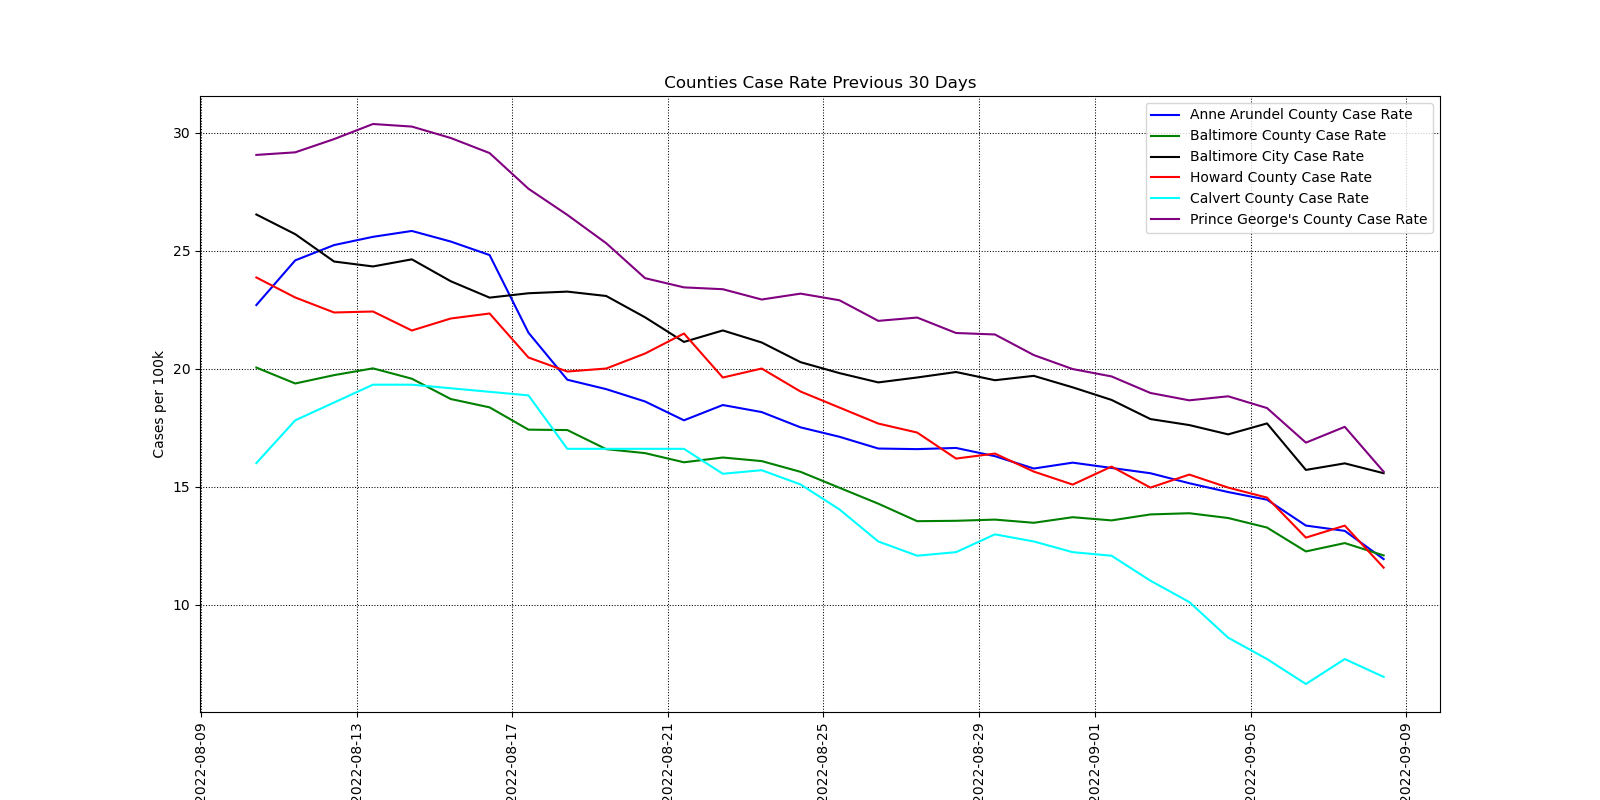 Counties Case Rate Previous 30 Days
Anne Arundel County Case Rate
Baltimore County Case Rate
Baltimore City Case Rate
Howard County Case Rate
Calvert County Case Rate
Prince George's County Case Rate
Cases per 100k
30
25
20
15
10
2022-08-09
2022-08-13
2022-08-17
2022-08-21
2022-08-25
2022-08-29
2022-09-01
2022-09-05
2022-09-09